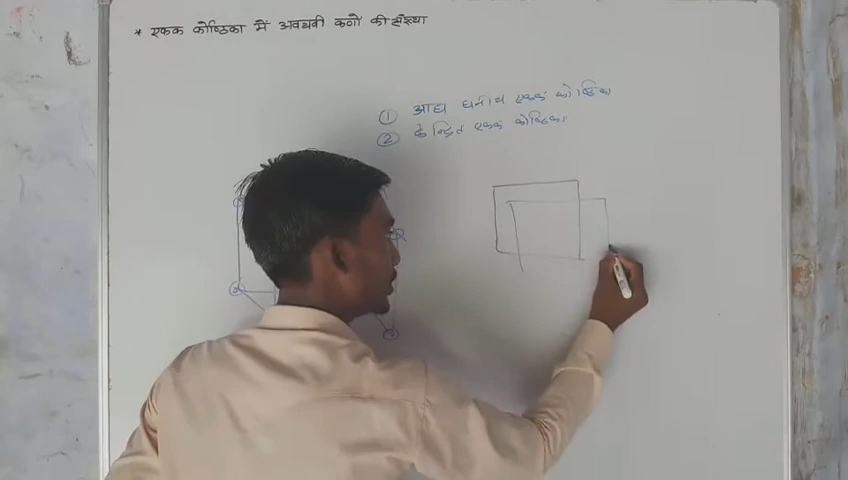 * एकक कोष्ठिका में अवयवी कणों की संख्या
① आद्य घनीय एकक कोष्ठिका
② केन्द्रित एकक कोष्ठिका